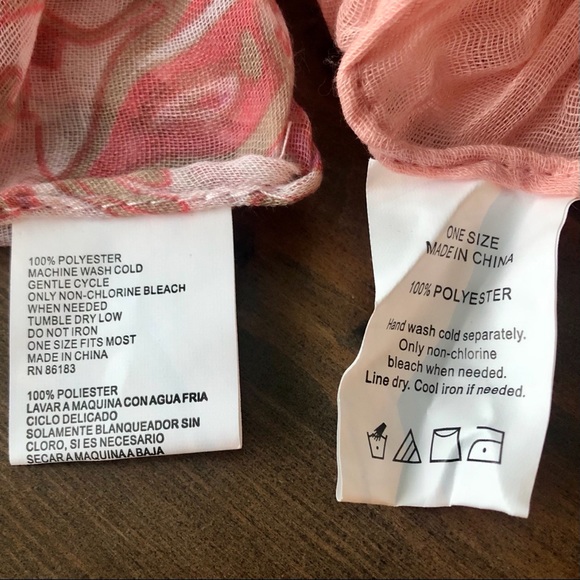 100% POLYESTER
MACHINE WASH COLD
GENTLE CYCLE
ONLY NON-CHLORINE BLEACH
WHEN NEEDED
TUMBLE DRY LOW
DO NOT IRON
ONE SIZE FITS MOST
MADE IN CHINA
RN 86183
100% POLIESTER
LAVAR A MAQUINA CON AGUA FRIA
CICLO DELICADO
SOLAMENTE BLANQUEADOR SIN
CLORO, SI ES NECESARIO
SECAR A MAQUINA A BAJA
ONE SIZE
MADE IN CHINA
100% POLYESTER
Hand wash cold separately.
Only non-chlorine
bleach when needed.
Line dry. Cool iron if needed.